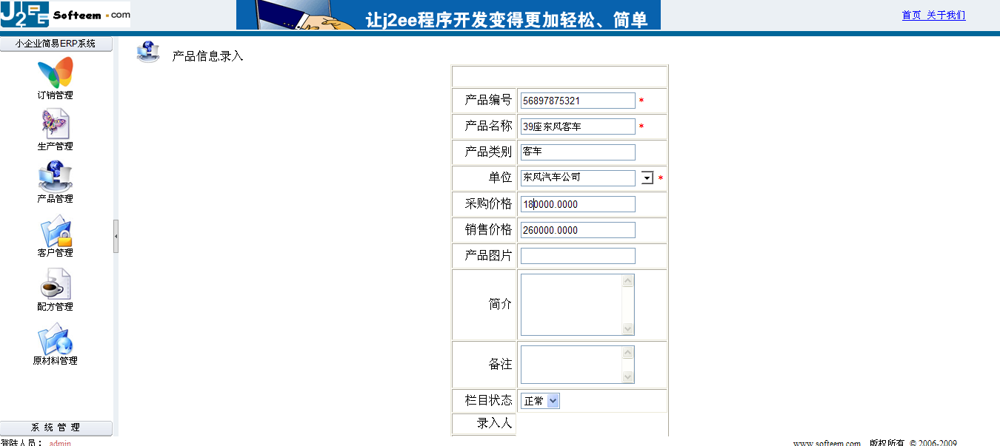 J2EE Softeem .com
让j2ee程序开发变得更加轻松、简单
首页 关于我们
小企业简易ERP系统
订销管理
生产管理
产品管理
客户管理
配方管理
原材料管理
系 统 管 理
登陆人员： admin
产品信息录入
产品编号 56897875321 *
产品名称 39座东风客车 *
产品类别 客车
单位 东风汽车公司 *
采购价格 180000.0000
销售价格 260000.0000
产品图片
简介
备注
栏目状态 正常
录入人
www.softeem.com 版权所有 © 2006-2009